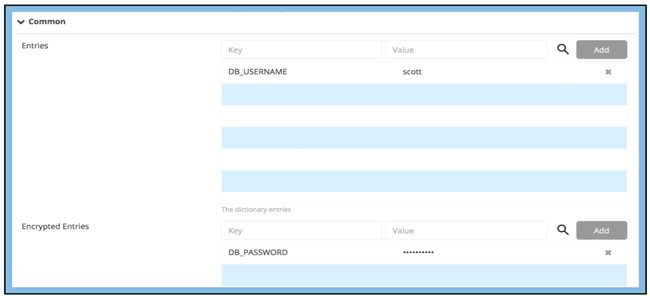 Common
Entries
Key Value Add
DB_USERNAME scott
The dictionary entries
Encrypted Entries
Key Value Add
DB_PASSWORD ••••••••••